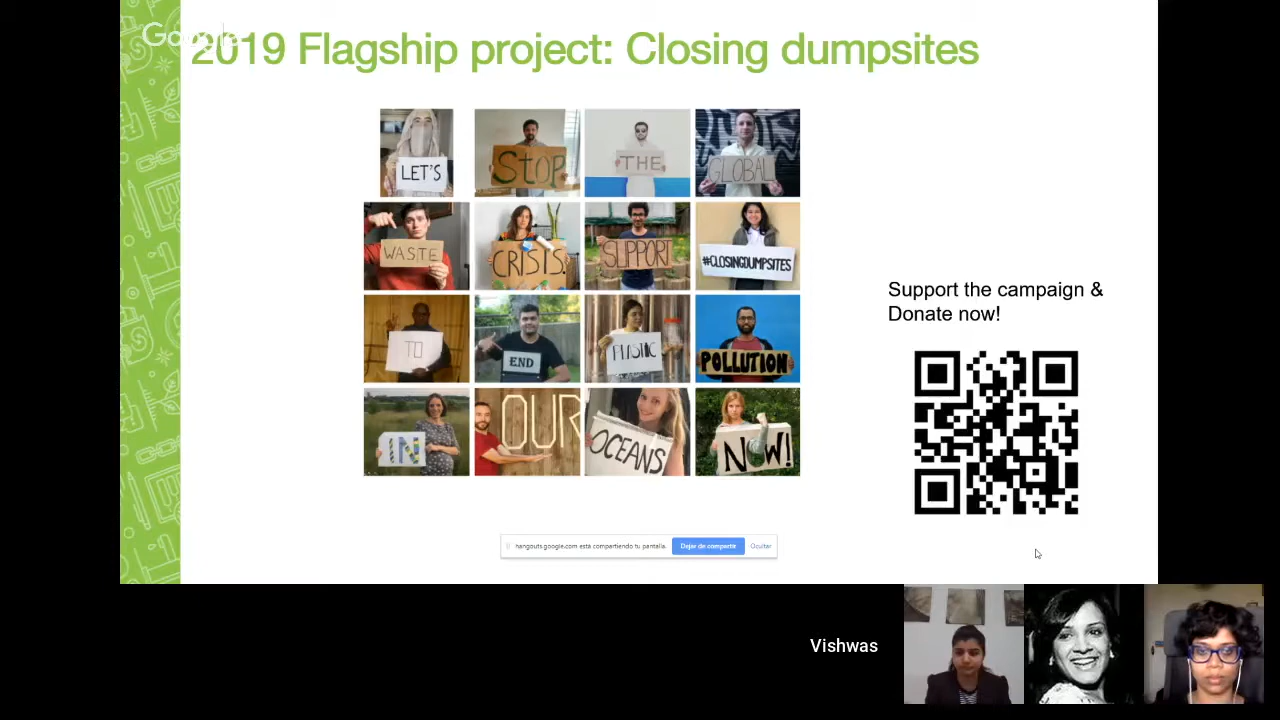 Google
2019 Flagship project: Closing dumpsites
LET'S
STOP
THE
GLOBAL
WASTE
CRISIS.
SUPPORT
#CLOSINGDUMPSITES
TO
END
PLASTIC
POLLUTION
IN
OUR
OCEANS
NOW!
Support the campaign &
Donate now!
hangouts.google.com está compartiendo tu pantalla. Dejar de compartir Ocultar
Vishwas